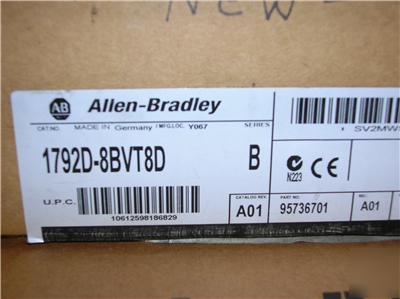 NEW
AB Allen-Bradley
CAT.NO. MADE IN Germany / MFG.LOC. Y067 SERIES
1792D-8BVT8D B
N223
U.P.C.
10612598186829
CATALOG REV. PART NO.
A01 95736701 A01